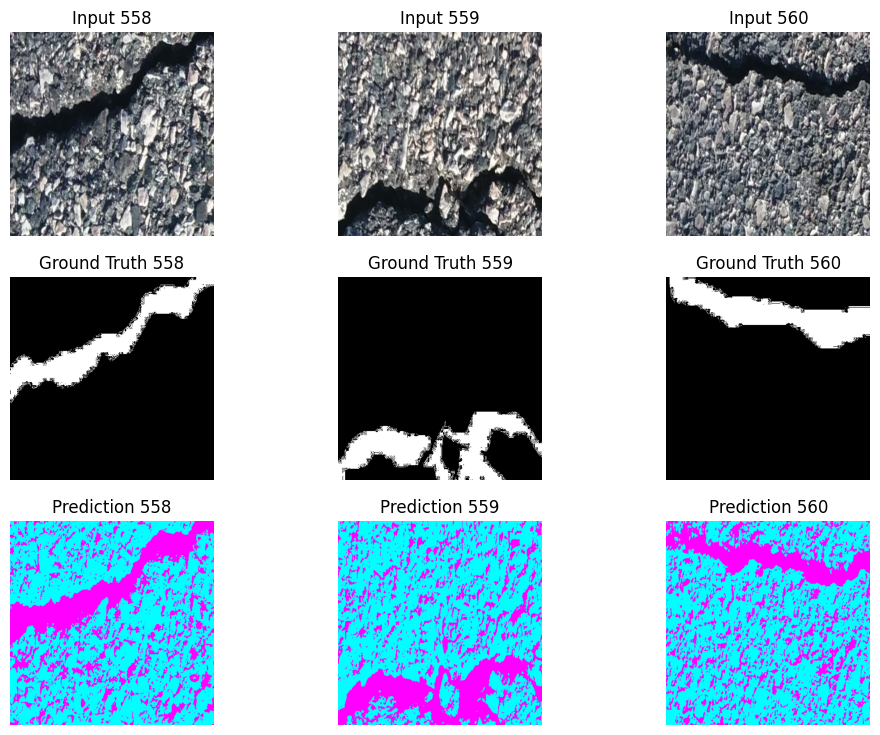 Input 558
Input 559
Input 560
Ground Truth 558
Ground Truth 559
Ground Truth 560
Prediction 558
Prediction 559
Prediction 560